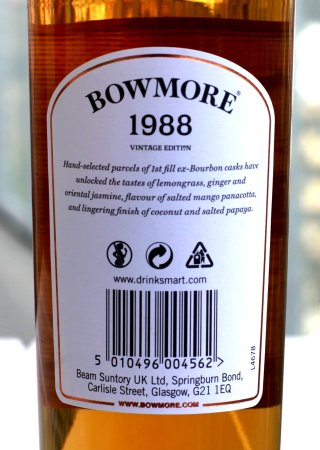 BOWMORE®
1988
VINTAGE EDITION
Hand-selected parcels of 1st fill ex-Bourbon casks have
unlocked the tastes of lemongrass, ginger and
oriental jasmine, flavour of salted mango panacotta,
and lingering finish of coconut and salted papaya.
www.drinksmart.com
5 010496 004562 >
Beam Suntory UK Ltd, Springburn Bond,
Carlisle Street, Glasgow, G21 1EQ
WWW.BOWMORE.COM
L4678